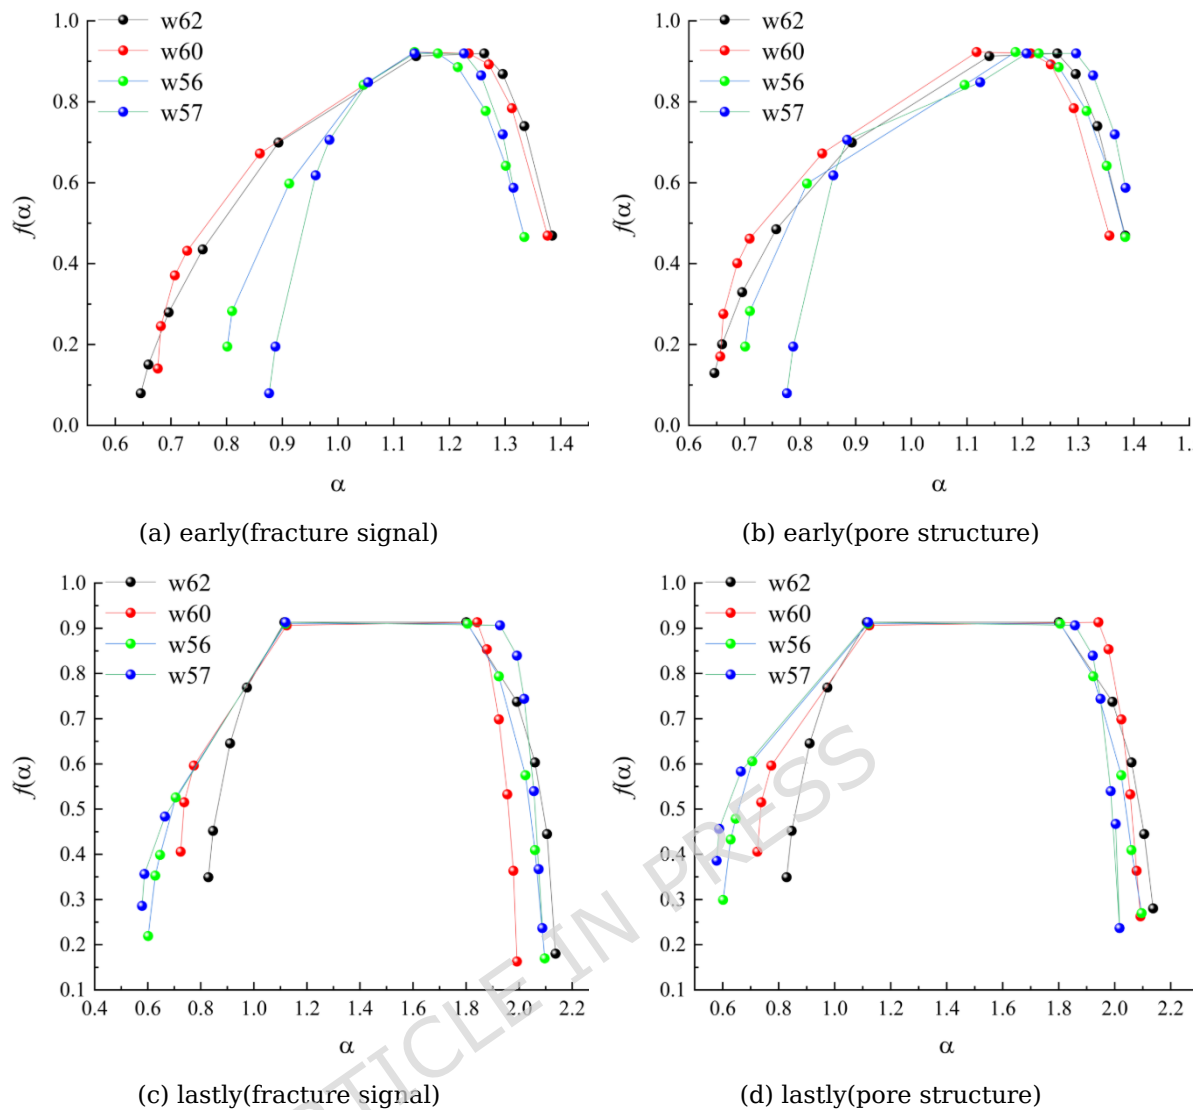 w62
w60
w56
w57
1.0
0.8
0.6
0.4
0.2
0.0
f(α)
0.6 0.7 0.8 0.9 1.0 1.1 1.2 1.3 1.4
α
(a) early(fracture signal)
w62
w60
w56
w57
1.0
0.8
0.6
0.4
0.2
0.0
f(α)
0.6 0.7 0.8 0.9 1.0 1.1 1.2 1.3 1.4
α
(b) early(pore structure)
w62
w60
w56
w57
1.0
0.9
0.8
0.7
0.6
0.5
0.4
0.3
0.2
0.1
f(α)
0.4 0.6 0.8 1.0 1.2 1.4 1.6 1.8 2.0 2.2
α
(c) lastly(fracture signal)
w62
w60
w56
w57
1.0
0.9
0.8
0.7
0.6
0.5
0.4
0.3
0.2
0.1
f(α)
0.6 0.8 1.0 1.2 1.4 1.6 1.8 2.0 2.2
α
(d) lastly(pore structure)
TICLE IN PRESS